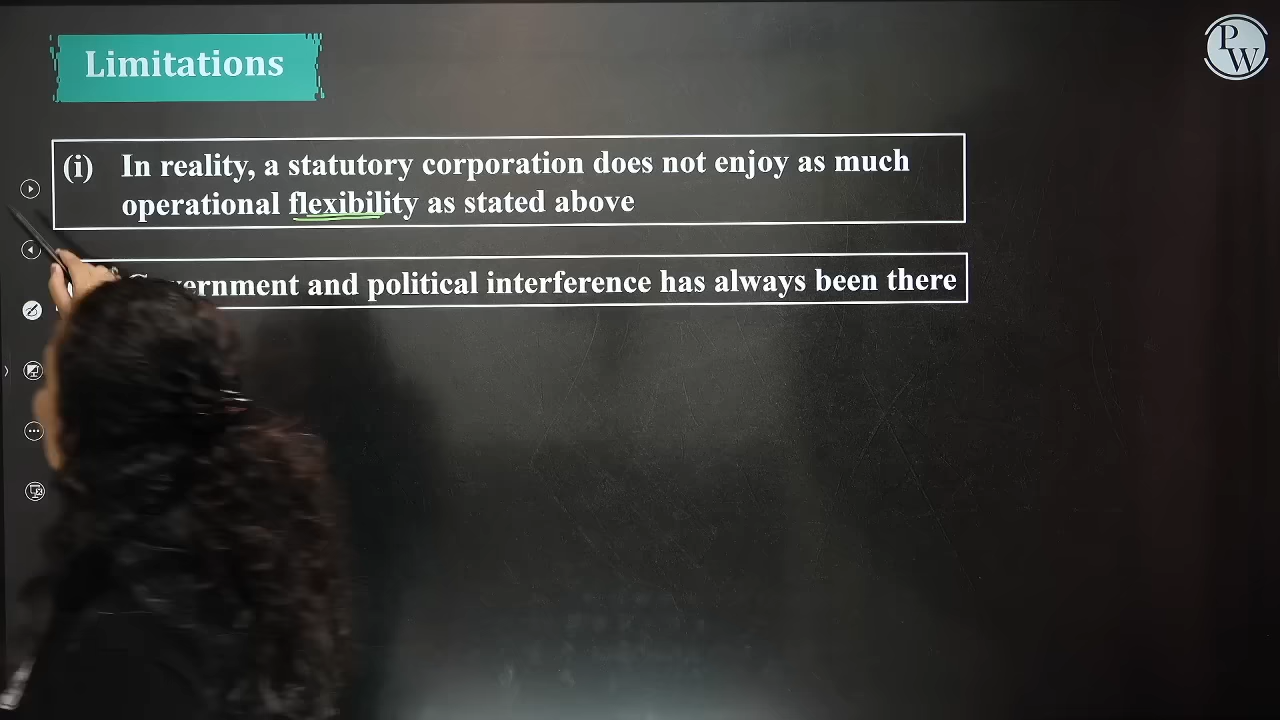 Limitations
PW
(i) In reality, a statutory corporation does not enjoy as much
operational flexibility as stated above
and political interference has always been there